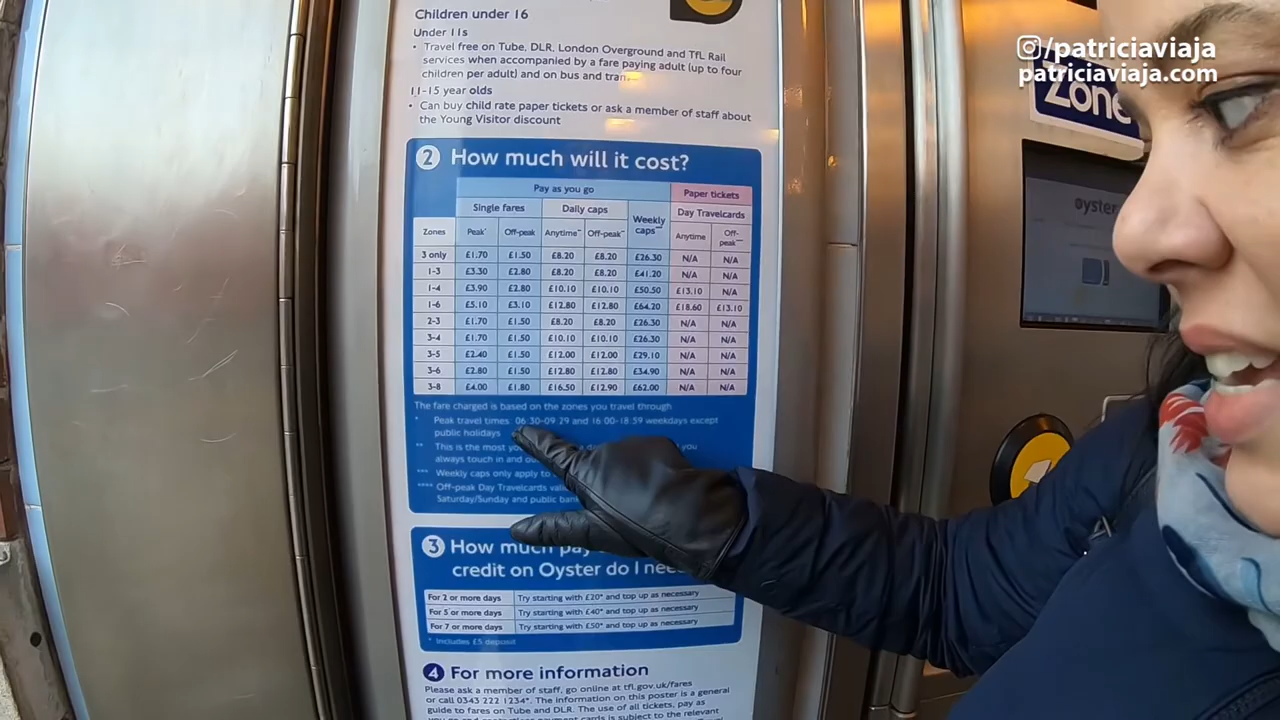 /patriciaviaja
patriciaviaja.com
Children under 16
Under 11s
• Travel free on Tube, DLR, London Overground and TfL Rail
services when accompanied by a fare paying adult (up to four
children per adult) and on bus and tram
11-15 year olds
• Can buy child rate paper tickets or ask a member of staff about
the Young Visitor discount
2 How much will it cost?
Pay as you go Paper tickets
Single fares Daily caps Weekly caps*** Day Travelcards
Zones Peak* Off-peak Anytime** Off-peak** Anytime Off-peak****
3 only £1.70 £1.50 £8.20 £8.20 £26.30 N/A N/A
1-3 £3.30 £2.80 £8.20 £8.20 £41.20 N/A N/A
1-4 £3.90 £2.80 £10.10 £10.10 £50.50 £13.10 N/A
1-6 £5.10 £3.10 £12.80 £12.80 £64.20 £18.60 £13.10
2-3 £1.70 £1.50 £8.20 £8.20 £26.30 N/A N/A
3-4 £1.70 £1.50 £10.10 £10.10 £26.30 N/A N/A
3-5 £2.40 £1.50 £12.00 £12.00 £29.10 N/A N/A
3-6 £2.80 £1.50 £12.80 £12.80 £34.90 N/A N/A
3-8 £4.00 £1.80 £16.50 £12.90 £62.00 N/A N/A
The fare charged is based on the zones you travel through
* Peak travel times 06:30-09:29 and 16:00-18:59 weekdays except
public holidays
** This is the most you
always touch in and
*** Weekly caps only apply to
**** Off-peak Day Travelcards
Saturday/Sunday and public
3 How much pay
credit on Oyster do I need
For 2 or more days Try starting with £20* and top up as necessary
For 5 or more days Try starting with £40* and top up as necessary
For 7 or more days Try starting with £50* and top up as necessary
* Includes £5 deposit
4 For more information
Please ask a member of staff, go online at tfl.gov.uk/fares
or call 0343 222 1234*. The information on this poster is a general
guide to fares on Tube and DLR. The use of all tickets, pay as
Zone
oyster